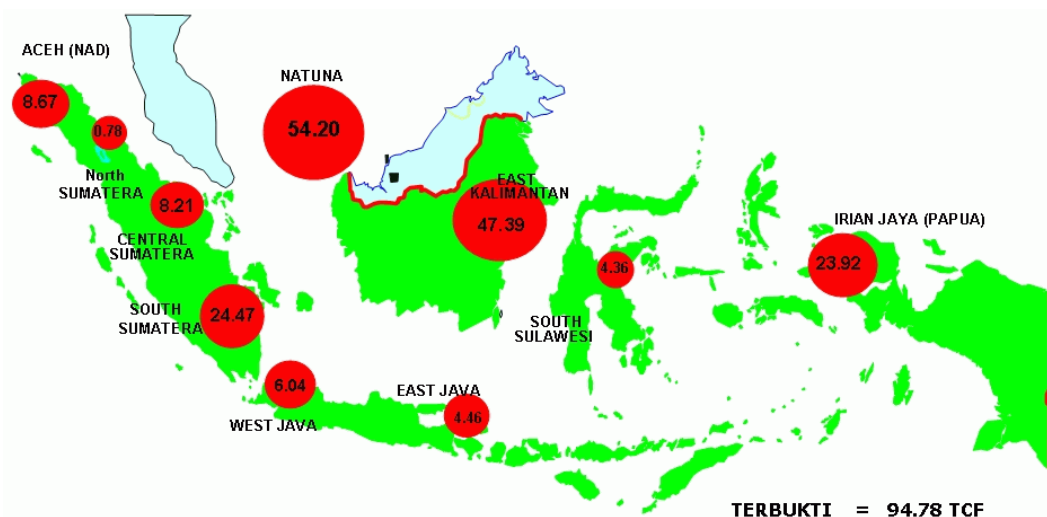 ACEH (NAD)
8.67
0.78
North
SUMATERA
8.21
CENTRAL
SUMATERA
SOUTH
SUMATERA
24.47
6.04
WEST JAVA
EAST JAVA
4.46
NATUNA
54.20
EAST
KALIMANTAN
47.39
4.36
SOUTH
SULAWESI
IRIAN JAYA (PAPUA)
23.92
TERBUKTI = 94.78 TCF